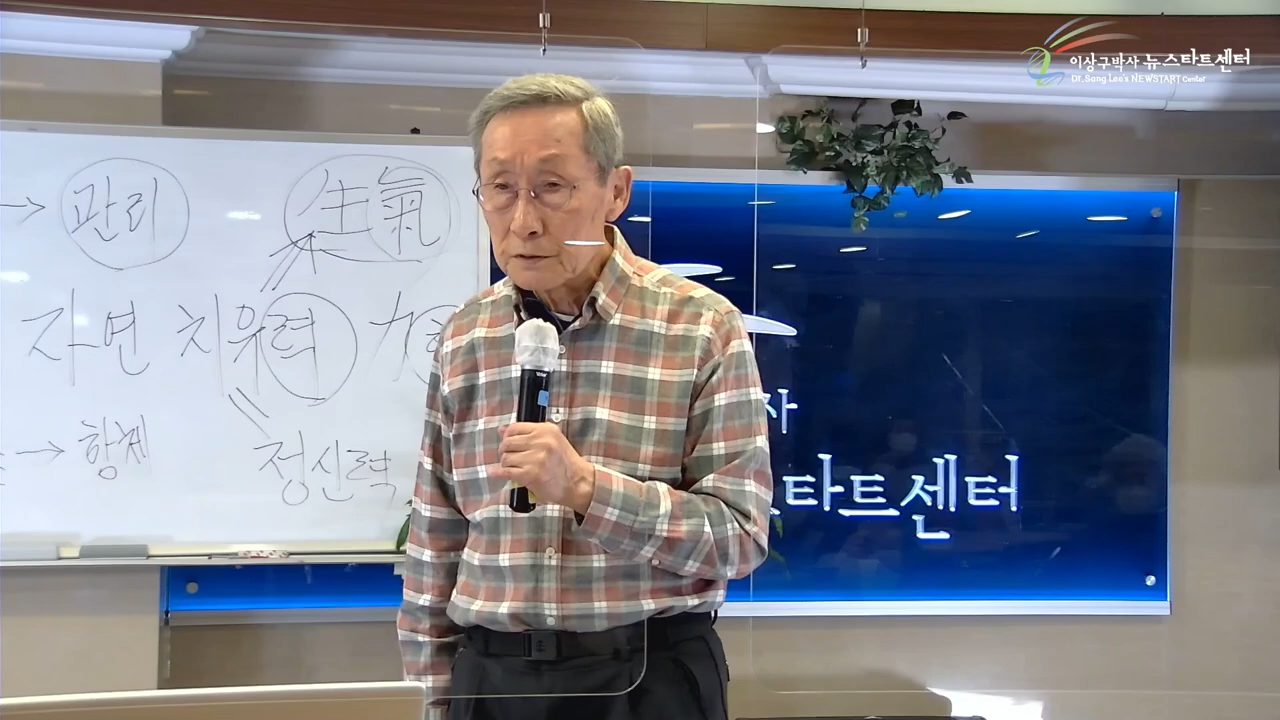 이상구박사 뉴스타트센터
Dr. Sang Lee's NEWSTART Center
→ 관리 生氣
자연 치유력 力
→ 항체
정신력
타트센터